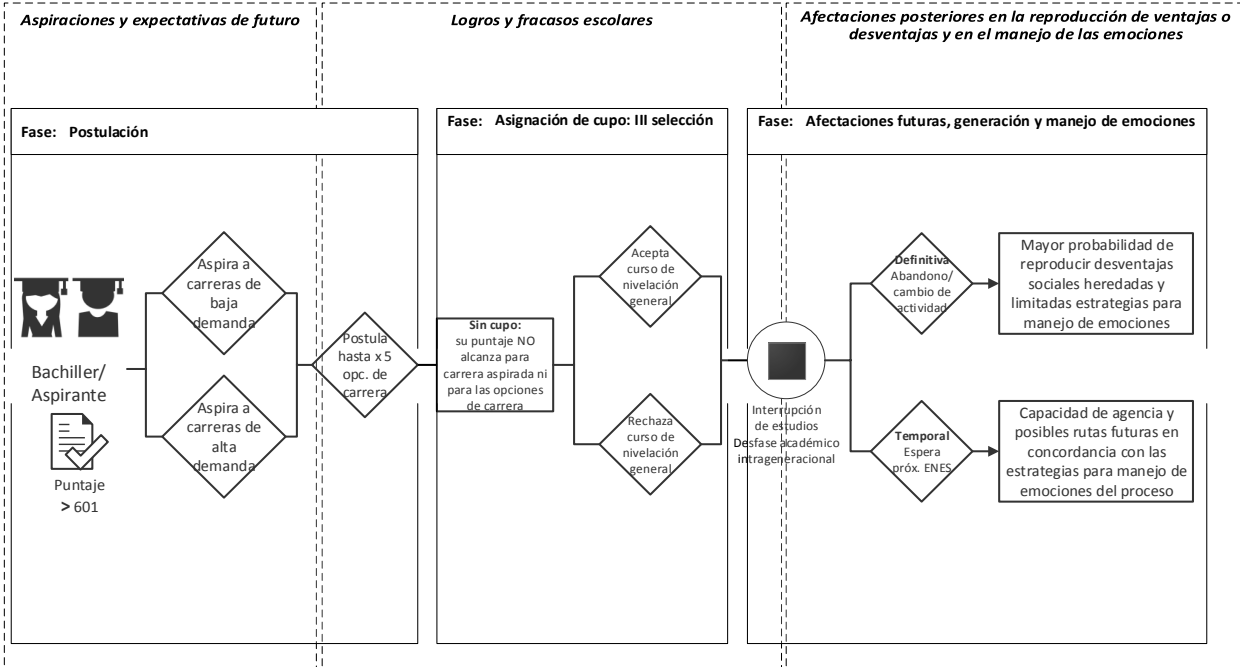 Aspiraciones y expectativas de futuro
Logros y fracasos escolares
Afectaciones posteriores en la reproducción de ventajas o
desventajas y en el manejo de las emociones
Fase: Postulación
Bachiller/
Aspirante
Puntaje
> 601
Aspira a
carreras de
baja
demanda
Aspira a
carreras de
alta
demanda
Postula
hasta x 5
opc. de
carrera
Fase: Asignación de cupo: III selección
Sin cupo:
su puntaje NO
alcanza para
carrera aspirada ni
para las opciones
de carrera
Acepta
curso de
nivelación
general
Rechaza
curso de
nivelación
general
Fase: Afectaciones futuras, generación y manejo de emociones
Interrupción
de estudios
Desfase académico
intrageneracional
Definitiva
Abandono/
cambio de
actividad
Mayor probabilidad de
reproducir desventajas
sociales heredadas y
limitadas estrategias para
manejo de emociones
Temporal
Espera
próx. ENES
Capacidad de agencia y
posibles rutas futuras en
concordancia con las
estrategias para manejo de
emociones del proceso